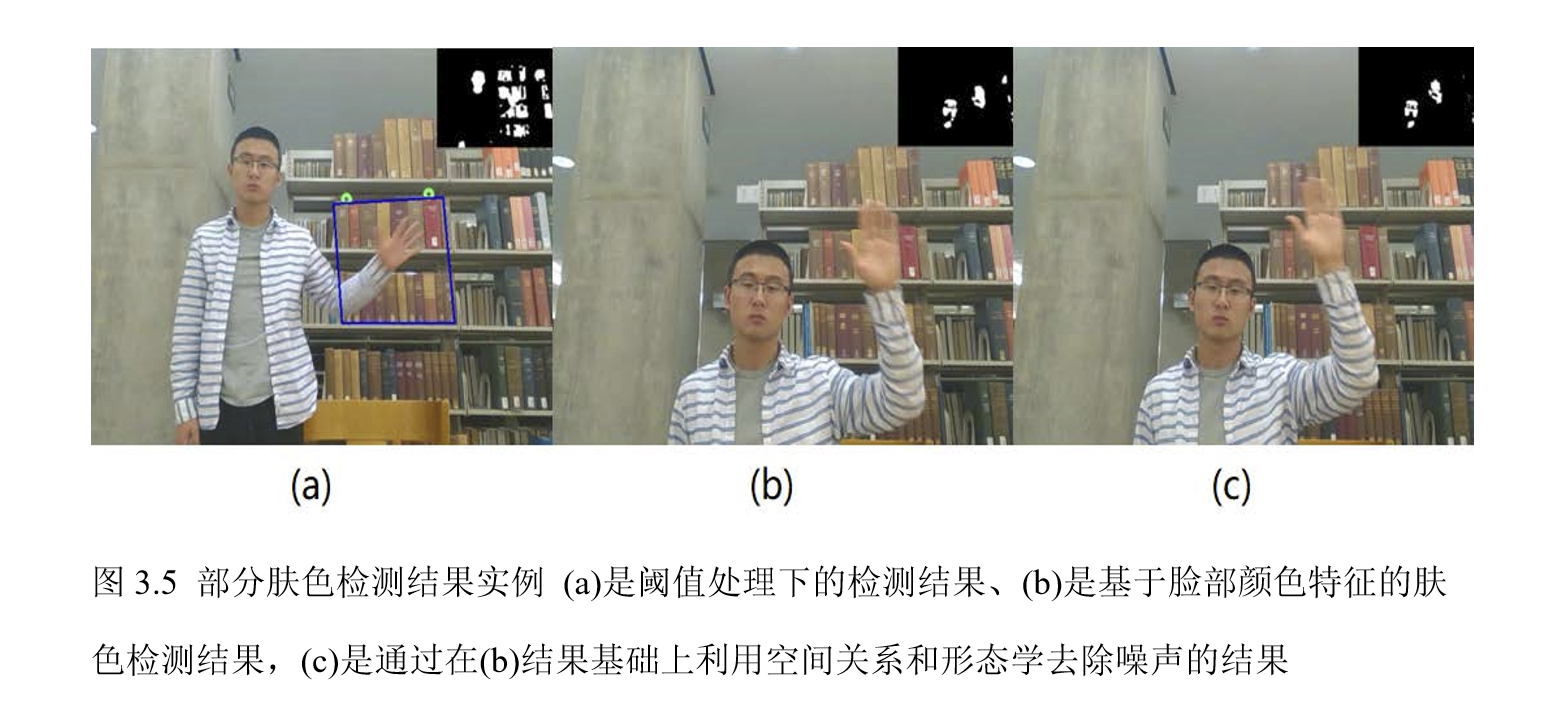 (a) (b) (c)
图 3.5 部分肤色检测结果实例 (a)是阈值处理下的检测结果、(b)是基于脸部颜色特征的肤
色检测结果，(c)是通过在(b)结果基础上利用空间关系和形态学去除噪声的结果